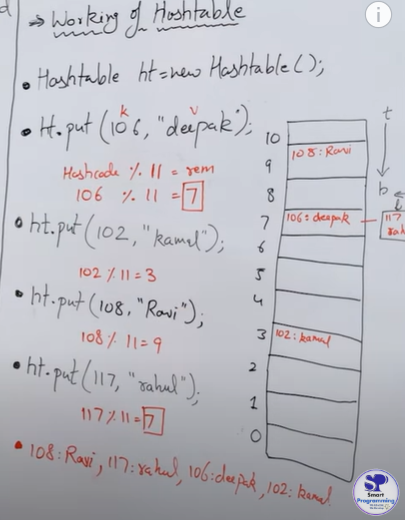 ⇒ Working of Hashtable
• Hashtable ht=new Hashtable();
k v
• Ht.put (106, "deepak");
Hashcode % 11 = rem
106 % 11 = 7
• ht.put(102, "kamal");
102 % 11 = 3
• ht.put(108, "Ravi");
108 % 11 = 9
• ht.put(117, "rahul");
117 % 11 = 7
• 108: Ravi, 117: rahul, 106: deepak, 102: kamal
10
9 108: Ravi
8
7 106: deepak
6
5
4
3 102: kamal
2
1
0
t
b
117
rah
SP
Smart
Programming